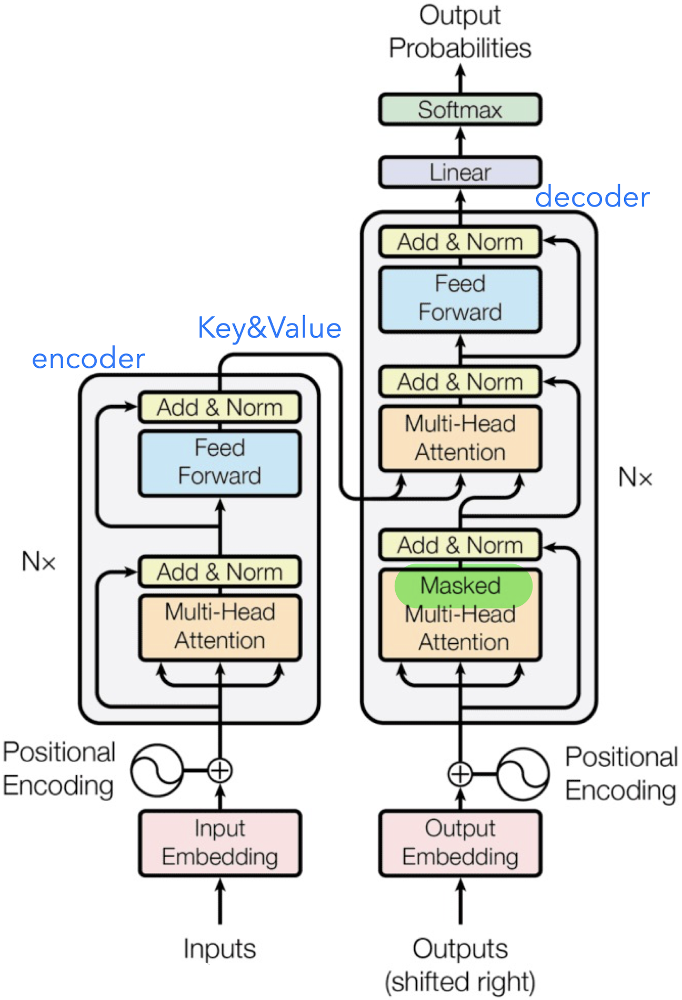 Output
Probabilities
Softmax
Linear
decoder
Add & Norm
Feed
Forward
Add & Norm
Multi-Head
Attention
Nx
Add & Norm
Masked
Multi-Head
Attention
Positional
Encoding
Output
Embedding
Outputs
(shifted right)
Key&Value
encoder
Add & Norm
Feed
Forward
Nx
Add & Norm
Multi-Head
Attention
Positional
Encoding
Input
Embedding
Inputs